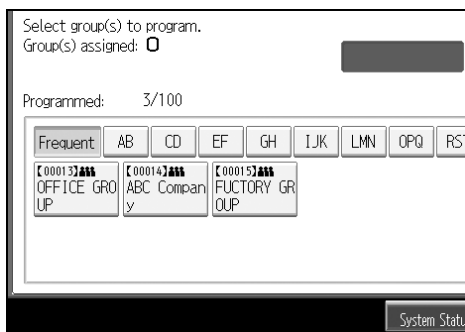 Select group(s) to program.
Group(s) assigned: 0
Programmed: 3/100
Frequent AB CD EF GH IJK LMN OPQ RST
【00013】 【00014】 【00015】
OFFICE GRO ABC Compan FUCTORY GR
UP y OUP
System Statu